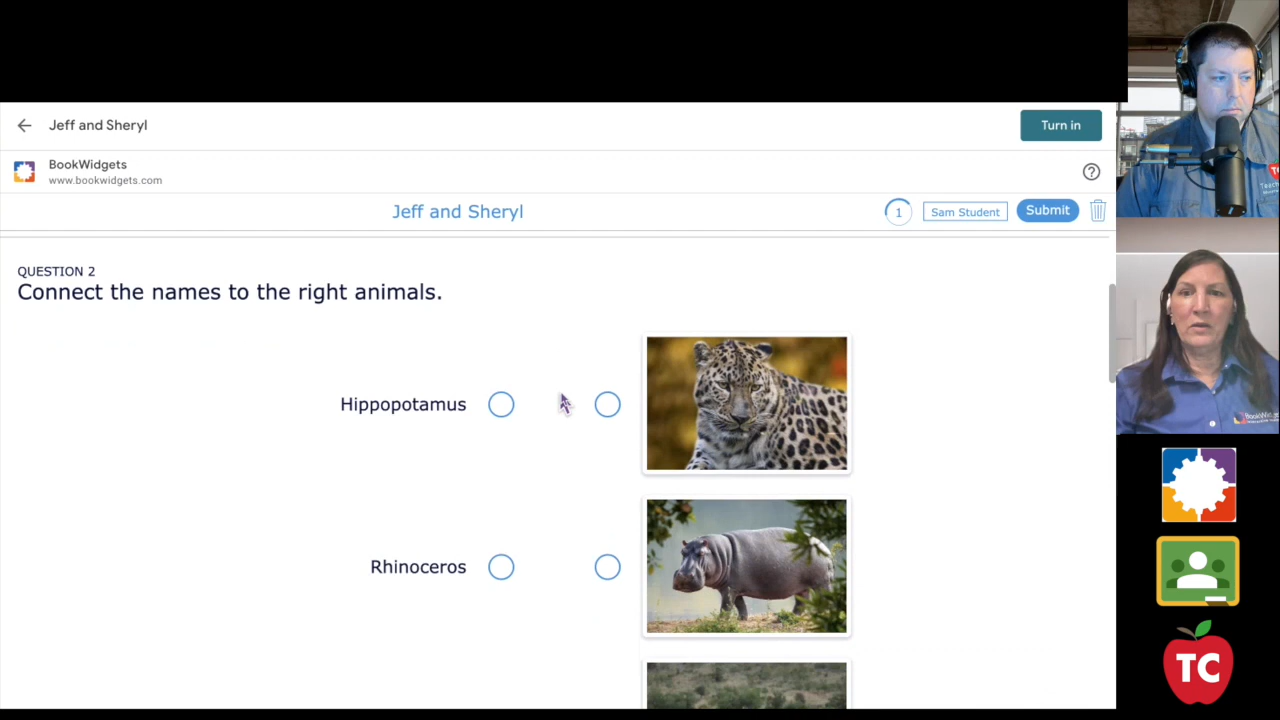 Jeff and Sheryl
Turn in
BookWidgets
www.bookwidgets.com
Jeff and Sheryl
1
Sam Student
Submit
QUESTION 2
Connect the names to the right animals.
Hippopotamus
Rhinoceros
TC